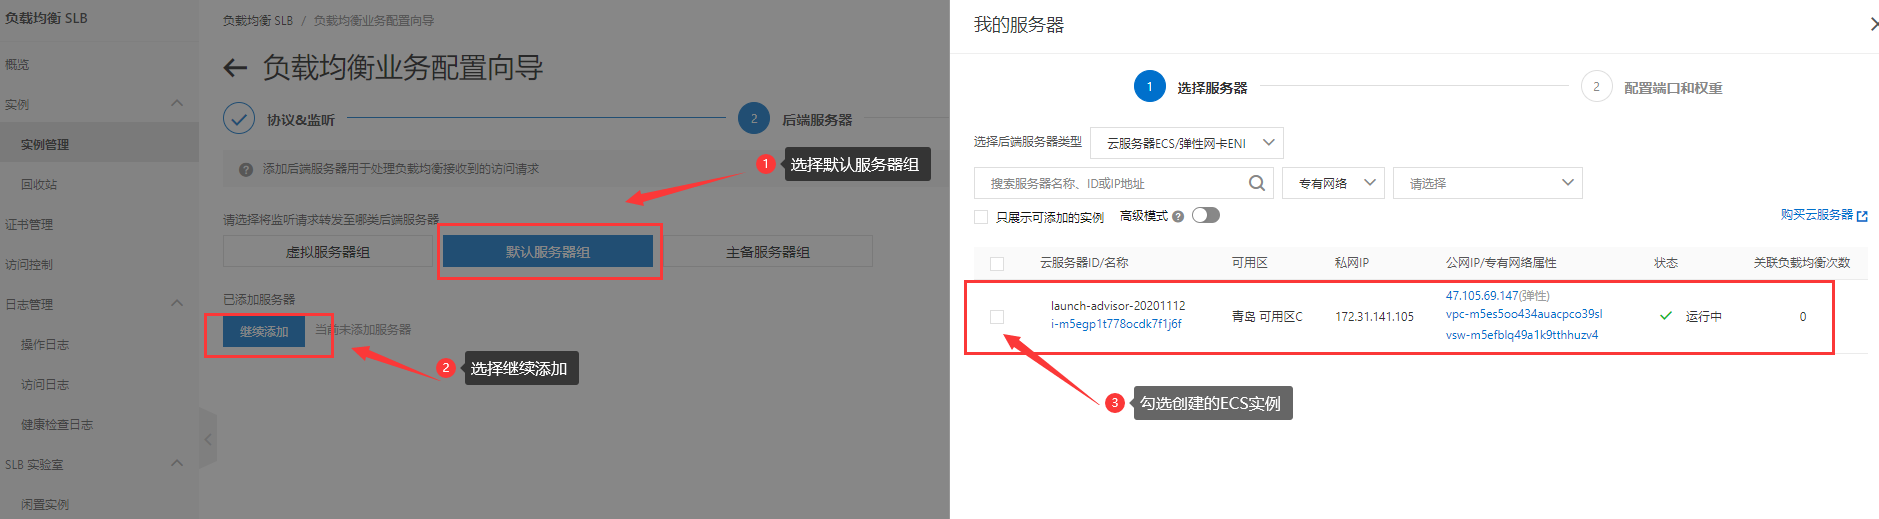 负载均衡 SLB
概览
实例
实例管理
回收站
证书管理
访问控制
日志管理
操作日志
访问日志
健康检查日志
SLB 实验室
闲置实例
负载均衡 SLB / 负载均衡业务配置向导
负载均衡业务配置向导
协议&监听
2 后端服务器
添加后端服务器用于处理负载均衡接收到的访问请求
1 选择默认服务器组
请选择将监听请求转发至哪类后端服务器
虚拟服务器组 默认服务器组 主备服务器组
已添加服务器
继续添加 当前未添加服务器
2 选择继续添加
我的服务器
1 选择服务器 2 配置端口和权重
选择后端服务器类型 云服务器ECS/弹性网卡ENI
搜索服务器名称、ID或IP地址 专有网络 请选择
只展示可添加的实例 高级模式 购买云服务器
云服务器ID/名称 可用区 私网IP 公网IP/专有网络属性 状态 关联负载均衡次数
launch-advisor-20201112
i-m5egp1t778ocdk7f1j6f
青岛 可用区C
172.31.141.105
47.105.69.147(弹性)
vpc-m5es5oo434auacpco39sl
vsw-m5efblq49a1k9tthhuzv4
运行中
0
3 勾选创建的ECS实例